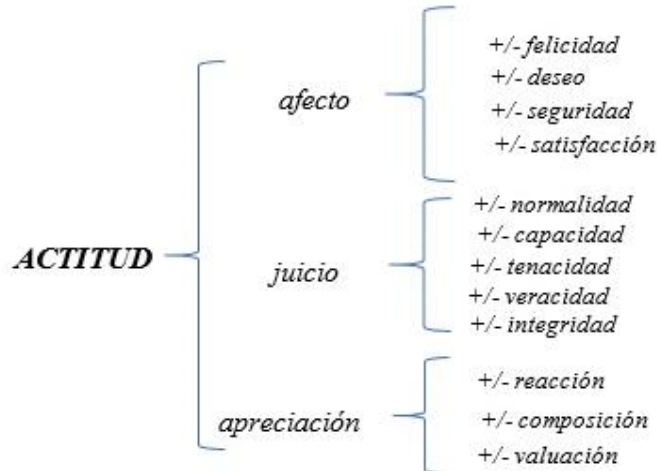 ACTITUD
afecto
+/- felicidad
+/- deseo
+/- seguridad
+/- satisfacción
juicio
+/- normalidad
+/- capacidad
+/- tenacidad
+/- veracidad
+/- integridad
apreciación
+/- reacción
+/- composición
+/- valuación